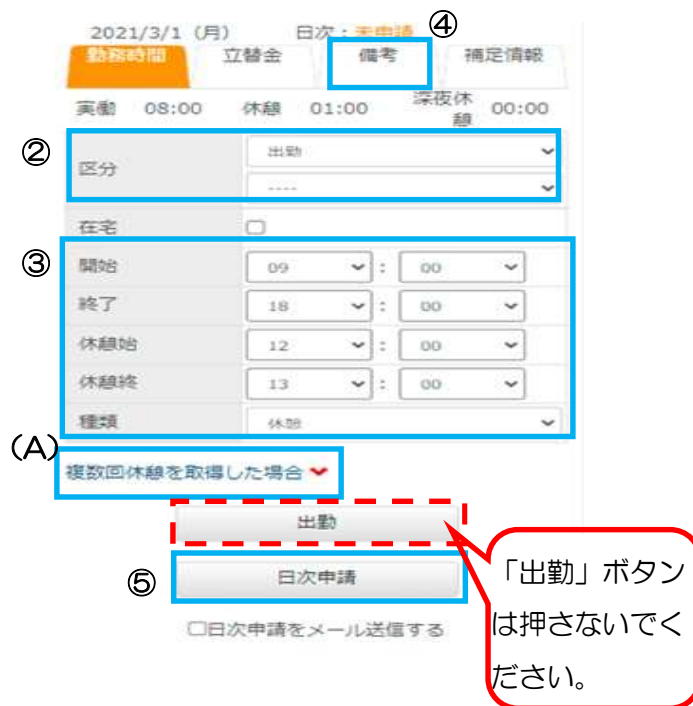 ④
2021/3/1 (月) 日次：未申請
勤務時間 立替金 備考 補足情報
実働 08:00 休憩 01:00 深夜休憩 00:00
②
区分 出勤
----
在宅
③
開始 09 : 00
終了 18 : 00
休憩始 12 : 00
休憩終 13 : 00
種類 休憩
(A)
複数回休憩を取得した場合
出勤
⑤
日次申請
日次申請をメール送信する
「出勤」ボタン
は押さないでく
ださい。